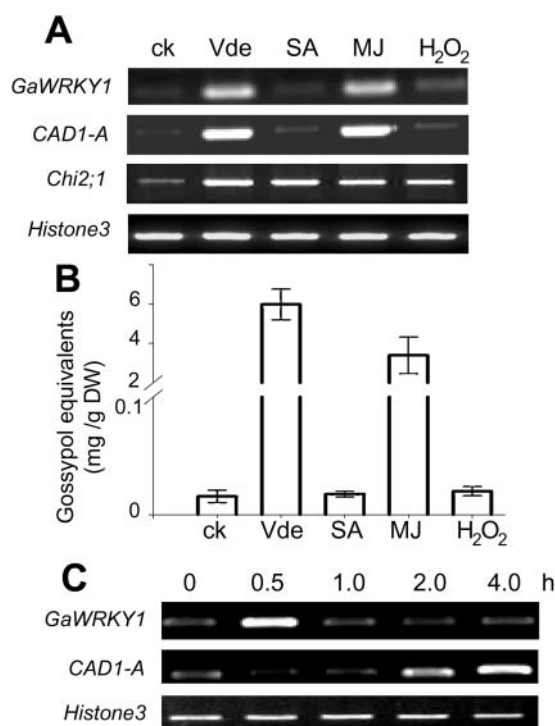 A
ck Vde SA MJ H₂O₂
GaWRKY1
CAD1-A
Chi2;1
Histone3
B
Gossypol equivalents
(mg /g DW)
6
4
2
0.1
0
ck Vde SA MJ H₂O₂
C
0 0.5 1.0 2.0 4.0 h
GaWRKY1
CAD1-A
Histone3